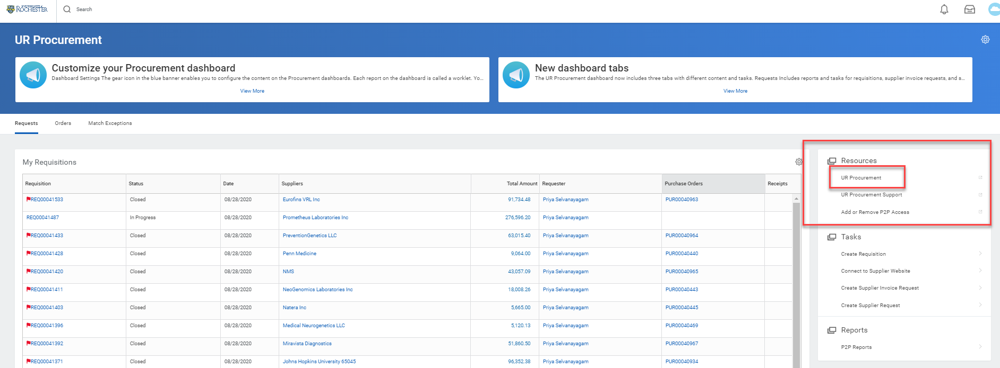 UNIVERSITY of
ROCHESTER
Search
UR Procurement
Customize your Procurement dashboard
Dashboard Settings The gear icon in the blue banner enables you to configure the content on the Procurement dashboards. Each report on the dashboard is called a worklet. Yo...
View More
New dashboard tabs
The UR Procurement dashboard now includes three tabs with different content and tasks. Requests Includes reports and tasks for requisitions, supplier invoice requests, and s...
View More
Requests Orders Match Exceptions
My Requisitions
Requisition Status Date Suppliers Total Amount Requester Purchase Orders Receipts
REQ00041533 Closed 08/28/2020 Eurofins VRL Inc 91,734.48 Priya Selvanayagam PUR00040963
REQ00041487 In Progress 08/28/2020 Prometheus Laboratories Inc 276,596.20 Priya Selvanayagam
REQ00041433 Closed 08/28/2020 PreventionGenetics LLC 63,015.40 Priya Selvanayagam PUR00040964
REQ00041428 Closed 08/28/2020 Penn Medicine 9,064.00 Priya Selvanayagam PUR00040440
REQ00041420 Closed 08/28/2020 NMS 43,057.09 Priya Selvanayagam PUR00040965
REQ00041411 Closed 08/28/2020 NeoGenomics Laboratories Inc 18,008.26 Priya Selvanayagam PUR00040443
REQ00041403 Closed 08/28/2020 Natera Inc 5,665.00 Priya Selvanayagam PUR00040445
REQ00041396 Closed 08/28/2020 Medical Neurogenetics LLC 5,120.13 Priya Selvanayagam PUR00040469
REQ00041392 Closed 08/28/2020 Miravista Diagnostics 51,860.50 Priya Selvanayagam PUR00040967
REQ00041371 Closed 08/28/2020 Johns Hopkins University 65045 96,352.38 Priya Selvanayagam PUR00040934
Resources
UR Procurement
UR Procurement Support
Add or Remove P2P Access
Tasks
Create Requisition
Connect to Supplier Website
Create Supplier Invoice Request
Create Supplier Request
Reports
P2P Reports